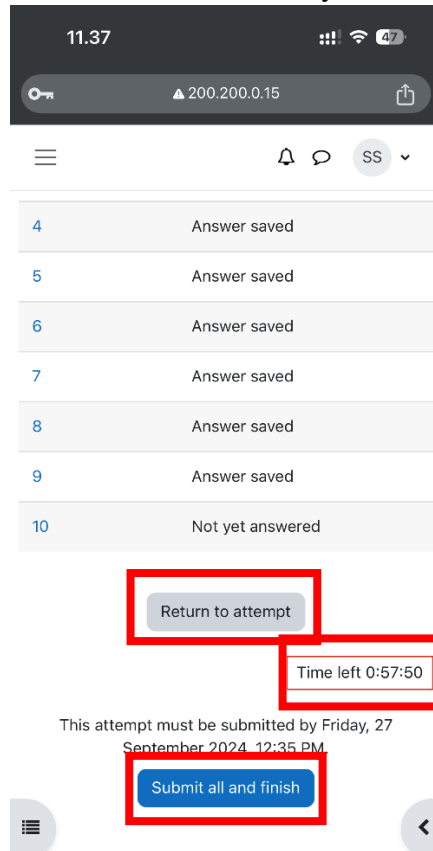 11.37
47
200.200.0.15
SS
4 Answer saved
5 Answer saved
6 Answer saved
7 Answer saved
8 Answer saved
9 Answer saved
10 Not yet answered
Return to attempt
Time left 0:57:50
This attempt must be submitted by Friday, 27
September 2024, 12:35 PM.
Submit all and finish